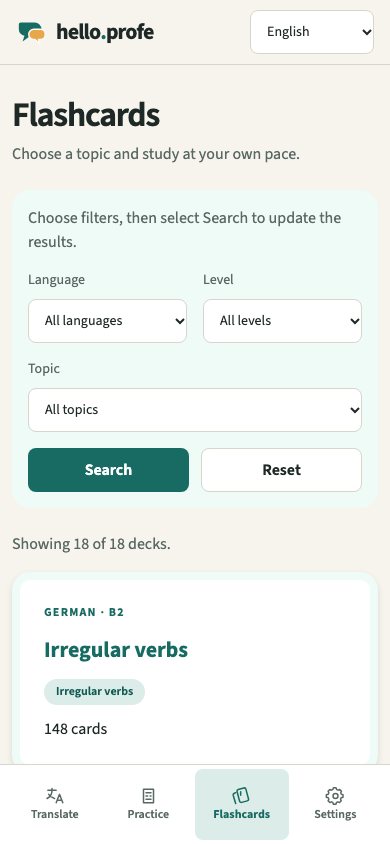 hello.profe
English
Flashcards
Choose a topic and study at your own pace.
Choose filters, then select Search to update the
results.
Language
Level
All languages
All levels
Topic
All topics
Search
Reset
Showing 18 of 18 decks.
GERMAN · B2
Irregular verbs
Irregular verbs
148 cards
Translate
Practice
Flashcards
Settings